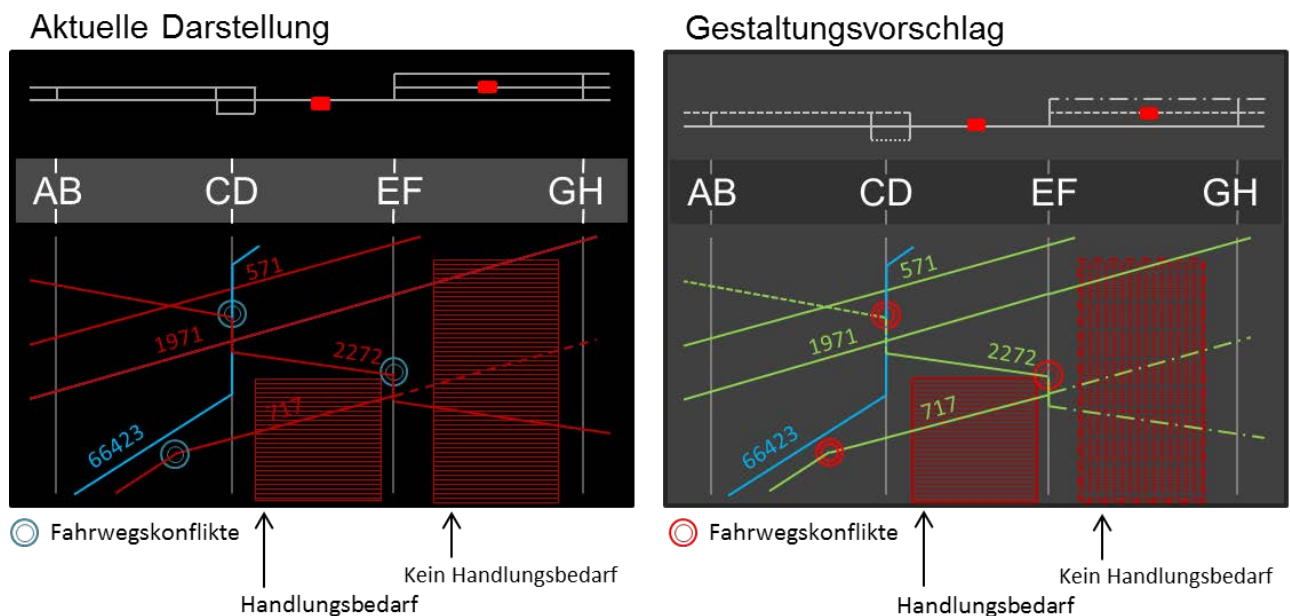 Aktuelle Darstellung
AB CD EF GH
571
1971
2272
717
66423
Fahrwegskonflikte
Kein Handlungsbedarf
Handlungsbedarf
Gestaltungsvorschlag
AB CD EF GH
571
1971
2272
717
66423
Fahrwegskonflikte
Kein Handlungsbedarf
Handlungsbedarf